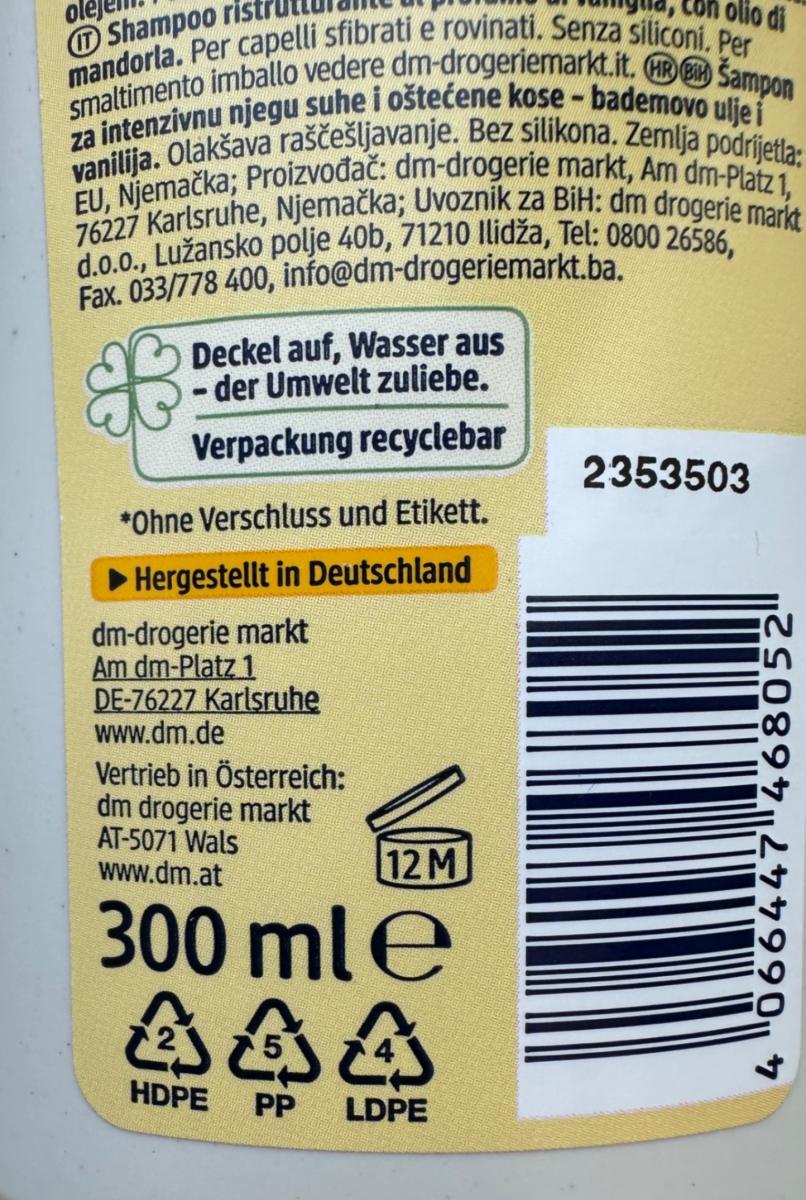 IT Shampoo ristrutturante al profumo di vaniglia, con olio di
mandorla. Per capelli sfibrati e rovinati. Senza siliconi. Per
smaltimento imballo vedere dm-drogeriemarkt.it. HR BIH Šampon
za intenzivnu njegu suhe i oštećene kose – bademovo ulje i
vanilija. Olakšava raščešljavanje. Bez silikona. Zemlja podrijetla:
EU, Njemačka; Proizvođač: dm-drogerie markt, Am dm-Platz 1,
76227 Karlsruhe, Njemačka; Uvoznik za BiH: dm drogerie markt
d.o.o., Lužansko polje 40b, 71210 Ilidža, Tel: 0800 26586,
Fax. 033/778 400, info@dm-drogeriemarkt.ba.
Deckel auf, Wasser aus
- der Umwelt zuliebe.
Verpackung recyclebar
*Ohne Verschluss und Etikett.
Hergestellt in Deutschland
dm-drogerie markt
Am dm-Platz 1
DE-76227 Karlsruhe
www.dm.de
Vertrieb in Österreich:
dm drogerie markt
AT-5071 Wals
www.dm.at
12 M
300 ml e
2 5 4
HDPE PP LDPE
2353503
4 066447 468052